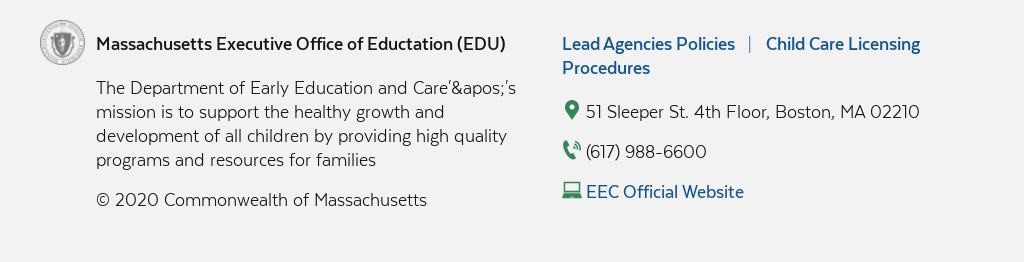 Massachusetts Executive Office of Eductation (EDU)
The Department of Early Education and Care'&apos;'s
mission is to support the healthy growth and
development of all children by providing high quality
programs and resources for families
© 2020 Commonwealth of Massachusetts
Lead Agencies Policies | Child Care Licensing
Procedures
51 Sleeper St. 4th Floor, Boston, MA 02210
(617) 988-6600
EEC Official Website